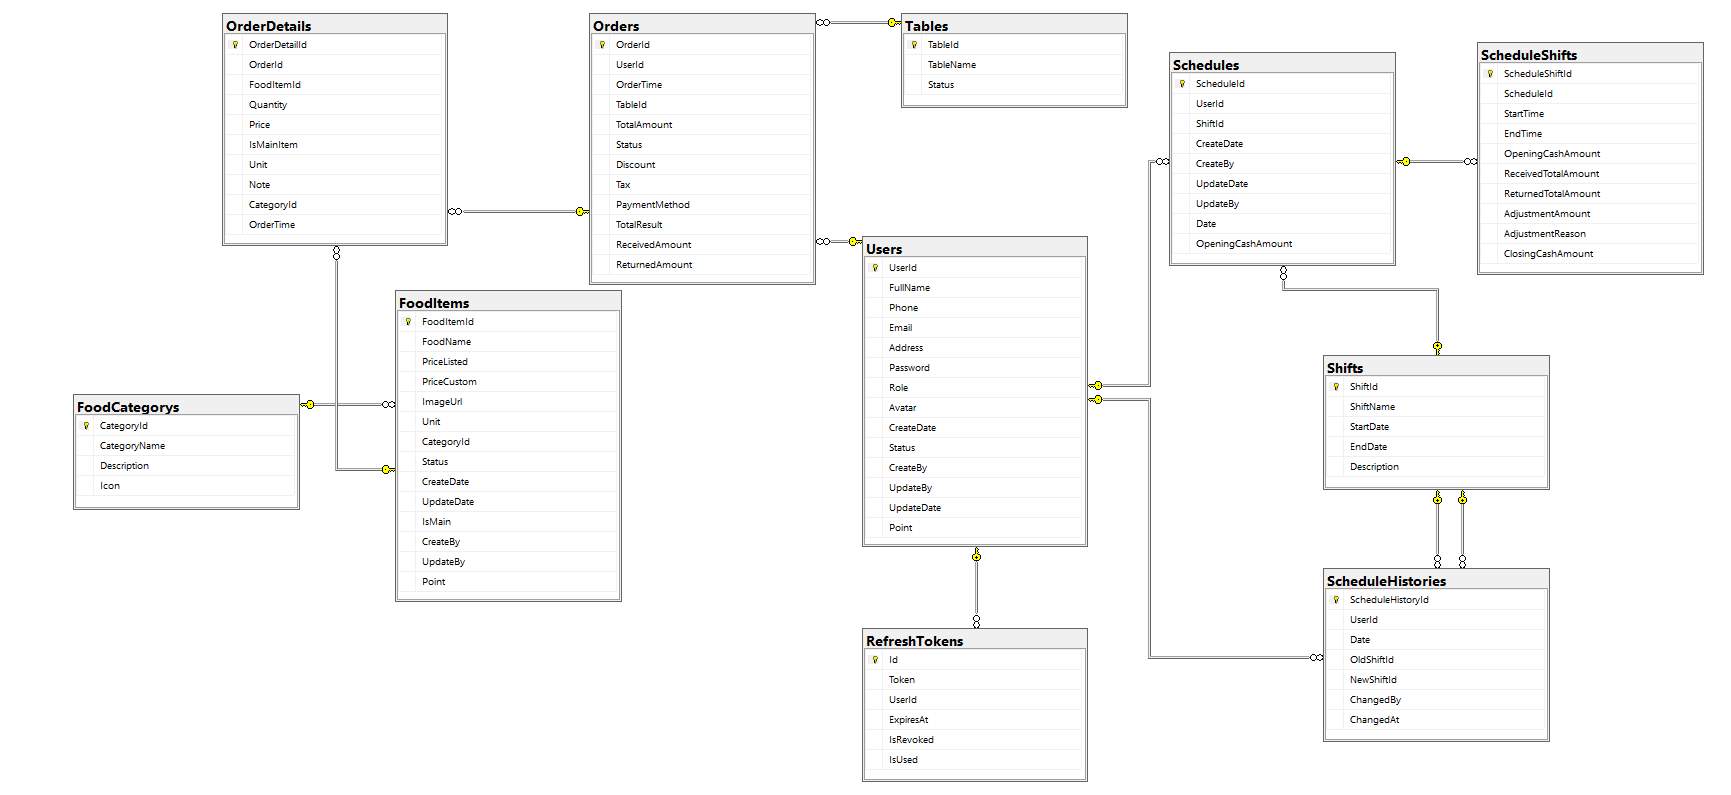 OrderDetails
OrderDetailId
OrderId
FoodItemId
Quantity
Price
IsMainItem
Unit
Note
CategoryId
OrderTime
Orders
OrderId
UserId
OrderTime
TableId
TotalAmount
Status
Discount
Tax
PaymentMethod
TotalResult
ReceivedAmount
ReturnedAmount
Tables
TableId
TableName
Status
Schedules
ScheduleId
UserId
ShiftId
CreateDate
CreateBy
UpdateDate
UpdateBy
Date
OpeningCashAmount
ScheduleShifts
ScheduleShiftId
ScheduleId
StartTime
EndTime
OpeningCashAmount
ReceivedTotalAmount
ReturnedTotalAmount
AdjustmentAmount
AdjustmentReason
ClosingCashAmount
Users
UserId
FullName
Phone
Email
Address
Password
Role
Avatar
CreateDate
Status
CreateBy
UpdateBy
UpdateDate
Point
FoodItems
FoodItemId
FoodName
PriceListed
PriceCustom
ImageUrl
Unit
CategoryId
Status
CreateDate
UpdateDate
IsMain
CreateBy
UpdateBy
Point
FoodCategorys
CategoryId
CategoryName
Description
Icon
Shifts
ShiftId
ShiftName
StartDate
EndDate
Description
ScheduleHistories
ScheduleHistoryId
UserId
Date
OldShiftId
NewShiftId
ChangedBy
ChangedAt
RefreshTokens
Id
Token
UserId
ExpiresAt
IsRevoked
IsUsed